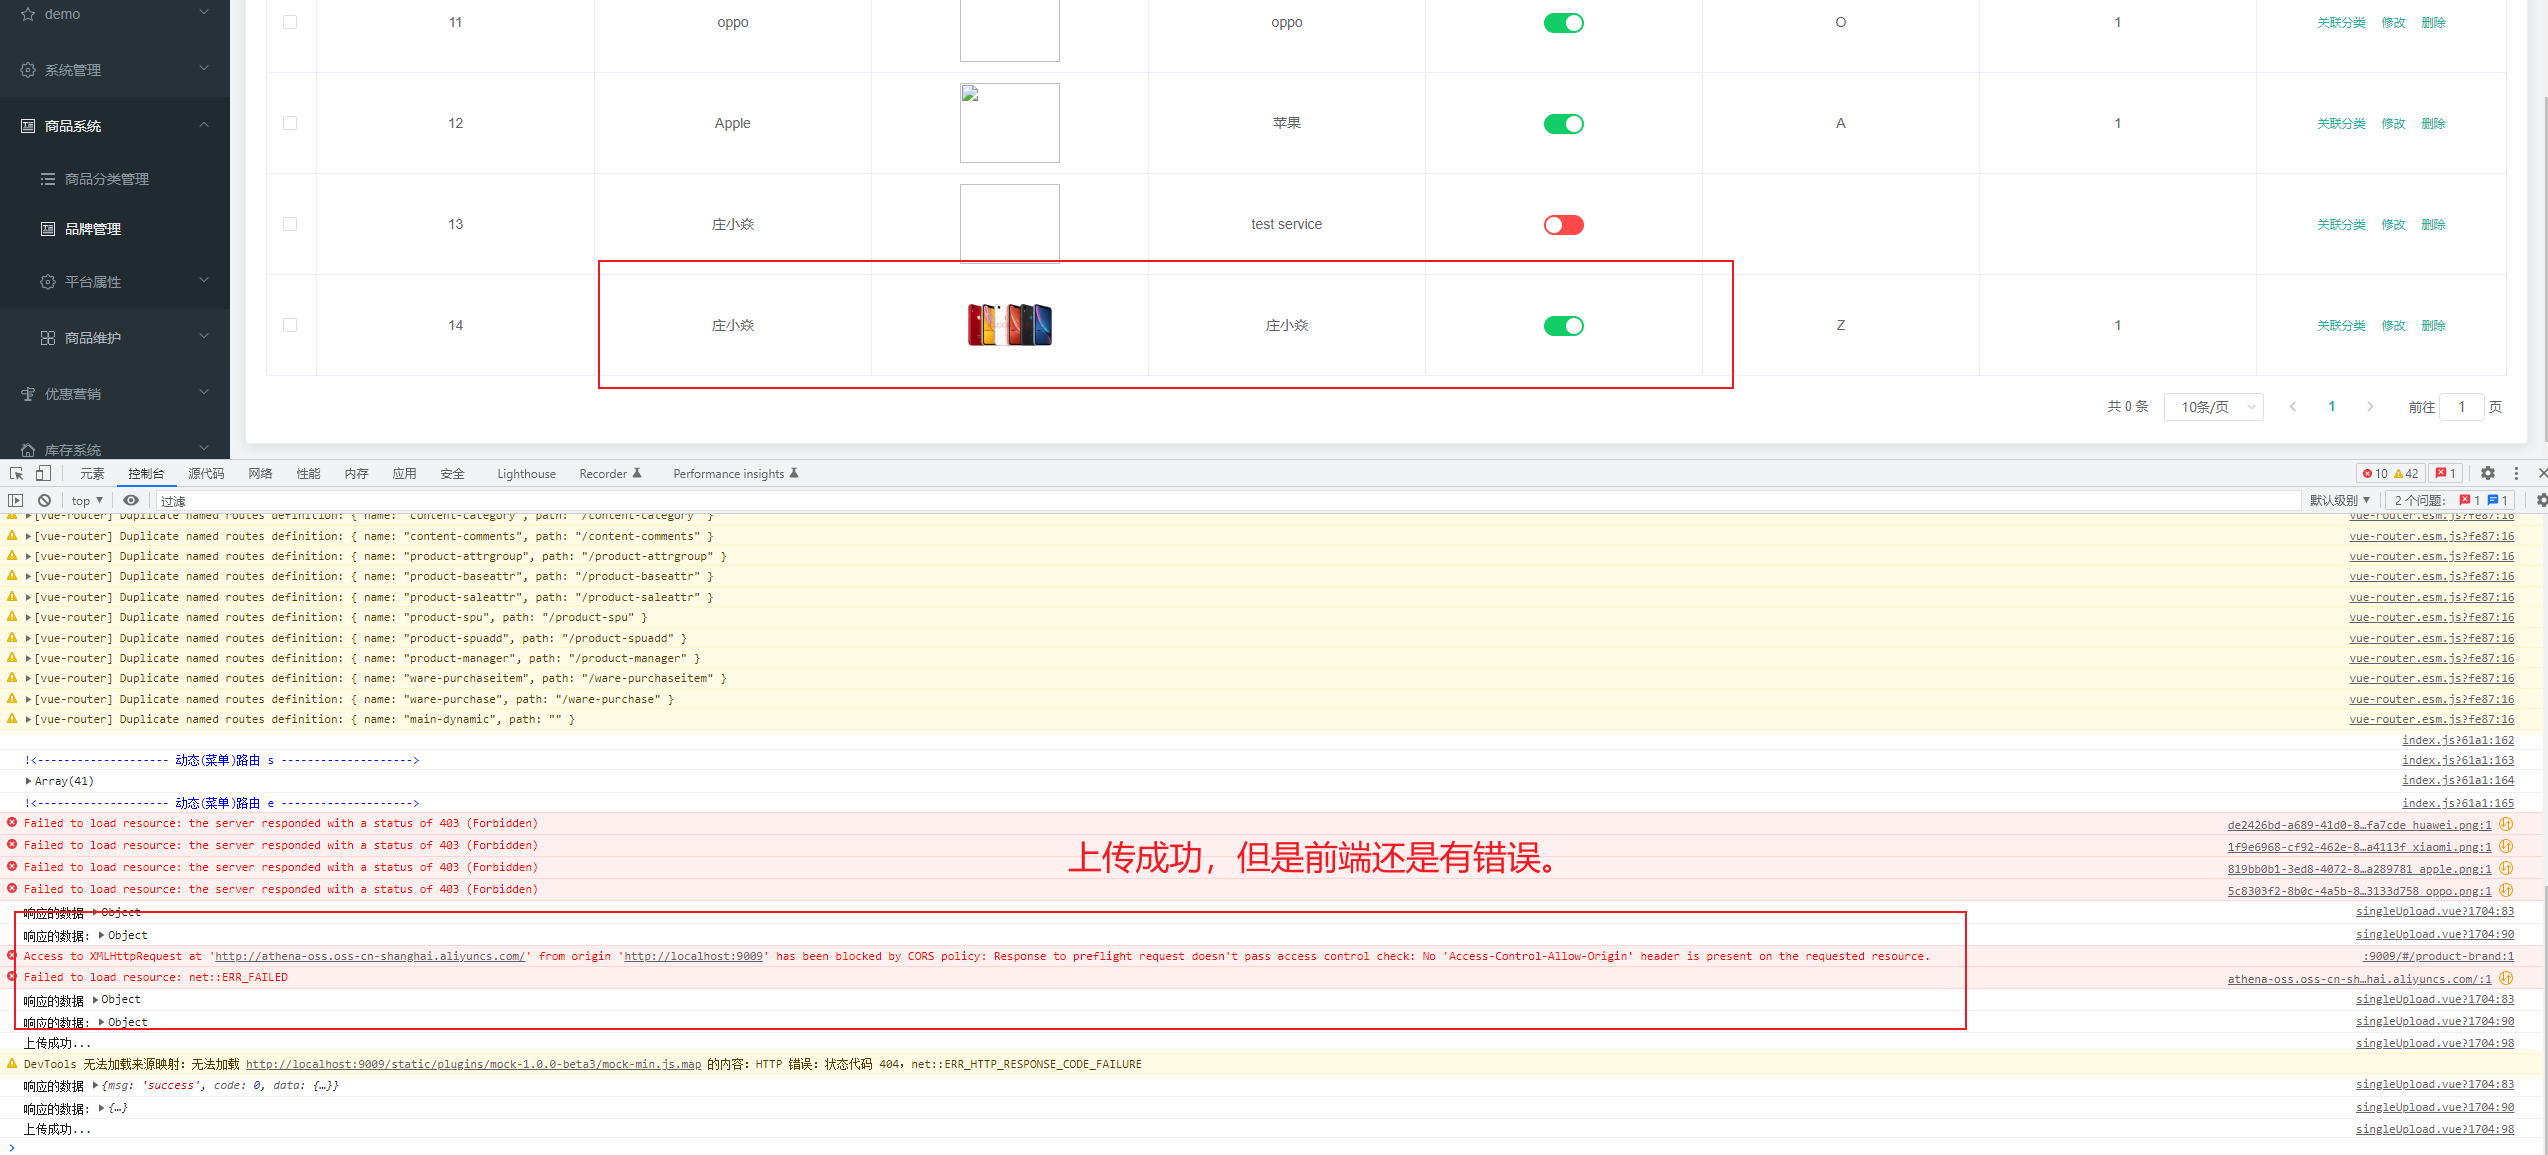 demo
系统管理
商品系统
商品分类管理
品牌管理
平台属性
商品维护
优惠营销
库存系统
11 oppo oppo O 1 关联分类 修改 删除
12 Apple 苹果 A 1 关联分类 修改 删除
13 庄小焱 test service 关联分类 修改 删除
14 庄小焱 庄小焱 Z 1 关联分类 修改 删除
共 0 条 10条/页 1 前往 1 页
元素 控制台 源代码 网络 性能 内存 应用 安全 Lighthouse Recorder Performance insights 10 42 1
top 过滤 默认级别 2 个问题: 1 1
[vue-router] Duplicate named routes definition: { name: "content-category", path: "/content-category" } vue-router.esm.js?fe87:16
[vue-router] Duplicate named routes definition: { name: "content-comments", path: "/content-comments" } vue-router.esm.js?fe87:16
[vue-router] Duplicate named routes definition: { name: "product-attrgroup", path: "/product-attrgroup" } vue-router.esm.js?fe87:16
[vue-router] Duplicate named routes definition: { name: "product-baseattr", path: "/product-baseattr" } vue-router.esm.js?fe87:16
[vue-router] Duplicate named routes definition: { name: "product-saleattr", path: "/product-saleattr" } vue-router.esm.js?fe87:16
[vue-router] Duplicate named routes definition: { name: "product-spu", path: "/product-spu" } vue-router.esm.js?fe87:16
[vue-router] Duplicate named routes definition: { name: "product-spuadd", path: "/product-spuadd" } vue-router.esm.js?fe87:16
[vue-router] Duplicate named routes definition: { name: "product-manager", path: "/product-manager" } vue-router.esm.js?fe87:16
[vue-router] Duplicate named routes definition: { name: "ware-purchaseitem", path: "/ware-purchaseitem" } vue-router.esm.js?fe87:16
[vue-router] Duplicate named routes definition: { name: "ware-purchase", path: "/ware-purchase" } vue-router.esm.js?fe87:16
[vue-router] Duplicate named routes definition: { name: "main-dynamic", path: "" } vue-router.esm.js?fe87:16
index.js?61a1:162
!<-------------------- 动态(菜单)路由 s --------------------> index.js?61a1:163
Array(41) index.js?61a1:164
!<-------------------- 动态(菜单)路由 e --------------------> index.js?61a1:165
Failed to load resource: the server responded with a status of 403 (Forbidden) de2426bd-a689-41d0-8…fa7cde_huawei.png:1
Failed to load resource: the server responded with a status of 403 (Forbidden) 1f9e6968-cf92-462e-8…a4113f_xiaomi.png:1
上传成功，但是前端还是有错误。
Failed to load resource: the server responded with a status of 403 (Forbidden) 819bb0b1-3ed8-4072-8…a289781_apple.png:1
Failed to load resource: the server responded with a status of 403 (Forbidden) 5c8303f2-8b0c-4a5b-8…3133d758_oppo.png:1
响应的数据 Object singleUpload.vue?1704:83
响应的数据: Object singleUpload.vue?1704:90
Access to XMLHttpRequest at 'http://athena-oss.oss-cn-shanghai.aliyuncs.com/' from origin 'http://localhost:9009' has been blocked by CORS policy: Response to preflight request doesn't pass access control check: No 'Access-Control-Allow-Origin' header is present on the requested resource. :9009/#/product-brand:1
Failed to load resource: net::ERR_FAILED athena-oss.oss-cn-sh…hai.aliyuncs.com/:1
响应的数据 Object singleUpload.vue?1704:83
响应的数据: Object singleUpload.vue?1704:90
上传成功... singleUpload.vue?1704:98
DevTools 无法加载来源映射: 无法加载 http://localhost:9009/static/plugins/mock-1.0.0-beta3/mock-min.js.map 的内容: HTTP 错误: 状态代码 404, net::ERR_HTTP_RESPONSE_CODE_FAILURE
响应的数据 {msg: 'success', code: 0, data: {…}} singleUpload.vue?1704:83
响应的数据: {…} singleUpload.vue?1704:90
上传成功... singleUpload.vue?1704:98